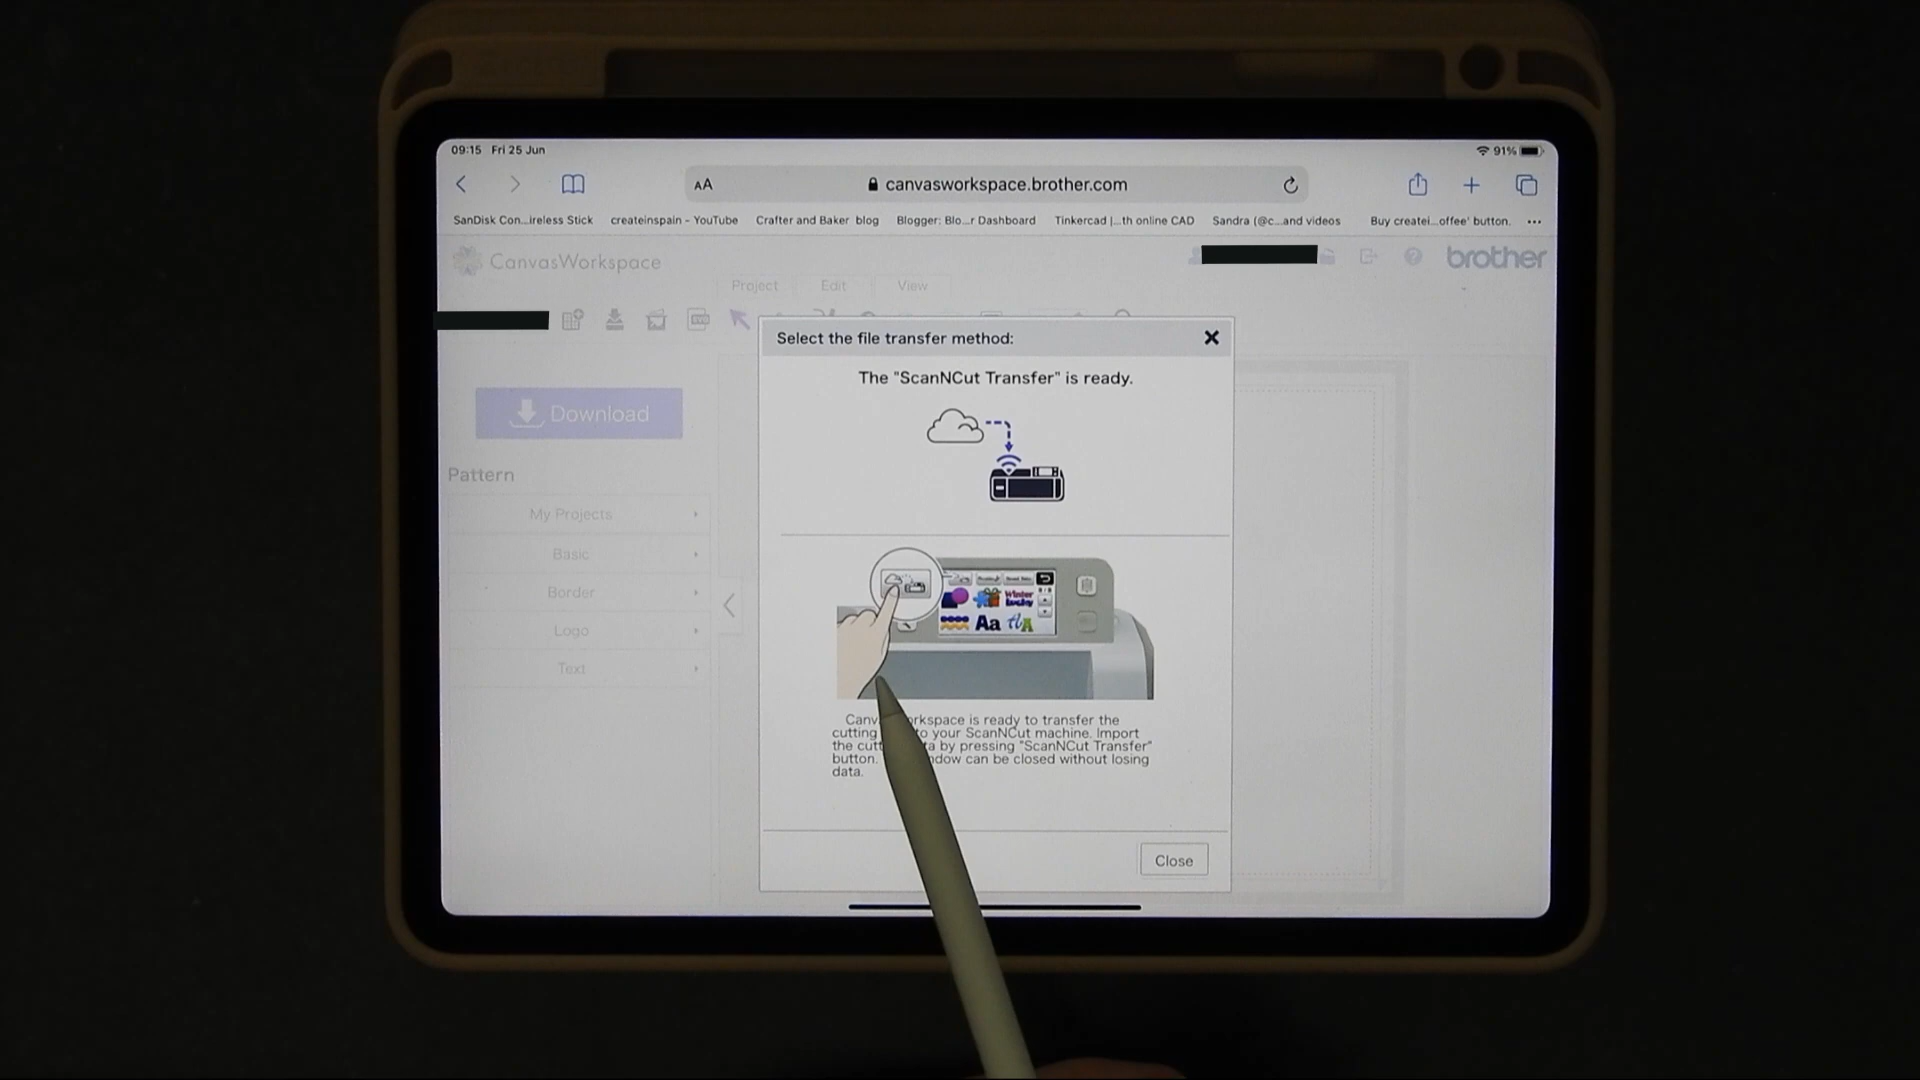 09:15 Fri 25 Jun
91%
AA
canvasworkspace.brother.com
SanDisk Con...ireless Stick
createinspain - YouTube
Crafter and Baker blog
Blogger: Blo...r Dashboard
Tinkercad |...th online CAD
Sandra (@c...and videos
Buy createi...offee' button.
CanvasWorkspace
brother
Project
Edit
View
Select the file transfer method:
The "ScanNCut Transfer" is ready.
Download
Pattern
My Projects
Basic
Border
Logo
Text
Winter
Aa
A
Canv rkspace is ready to transfer the
cutting to your ScanNCut machine. Import
the cut ta by pressing "ScanNCut Transfer"
button. ndow can be closed without losing
data.
Close